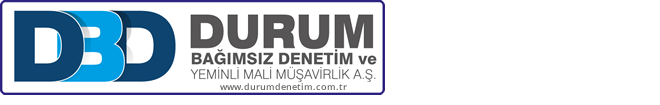 DBD
DURUM
BAĞIMSIZ DENETİM ve
YEMİNLİ MALİ MÜŞAVİRLİK A.Ş.
www.durumdenetim.com.tr